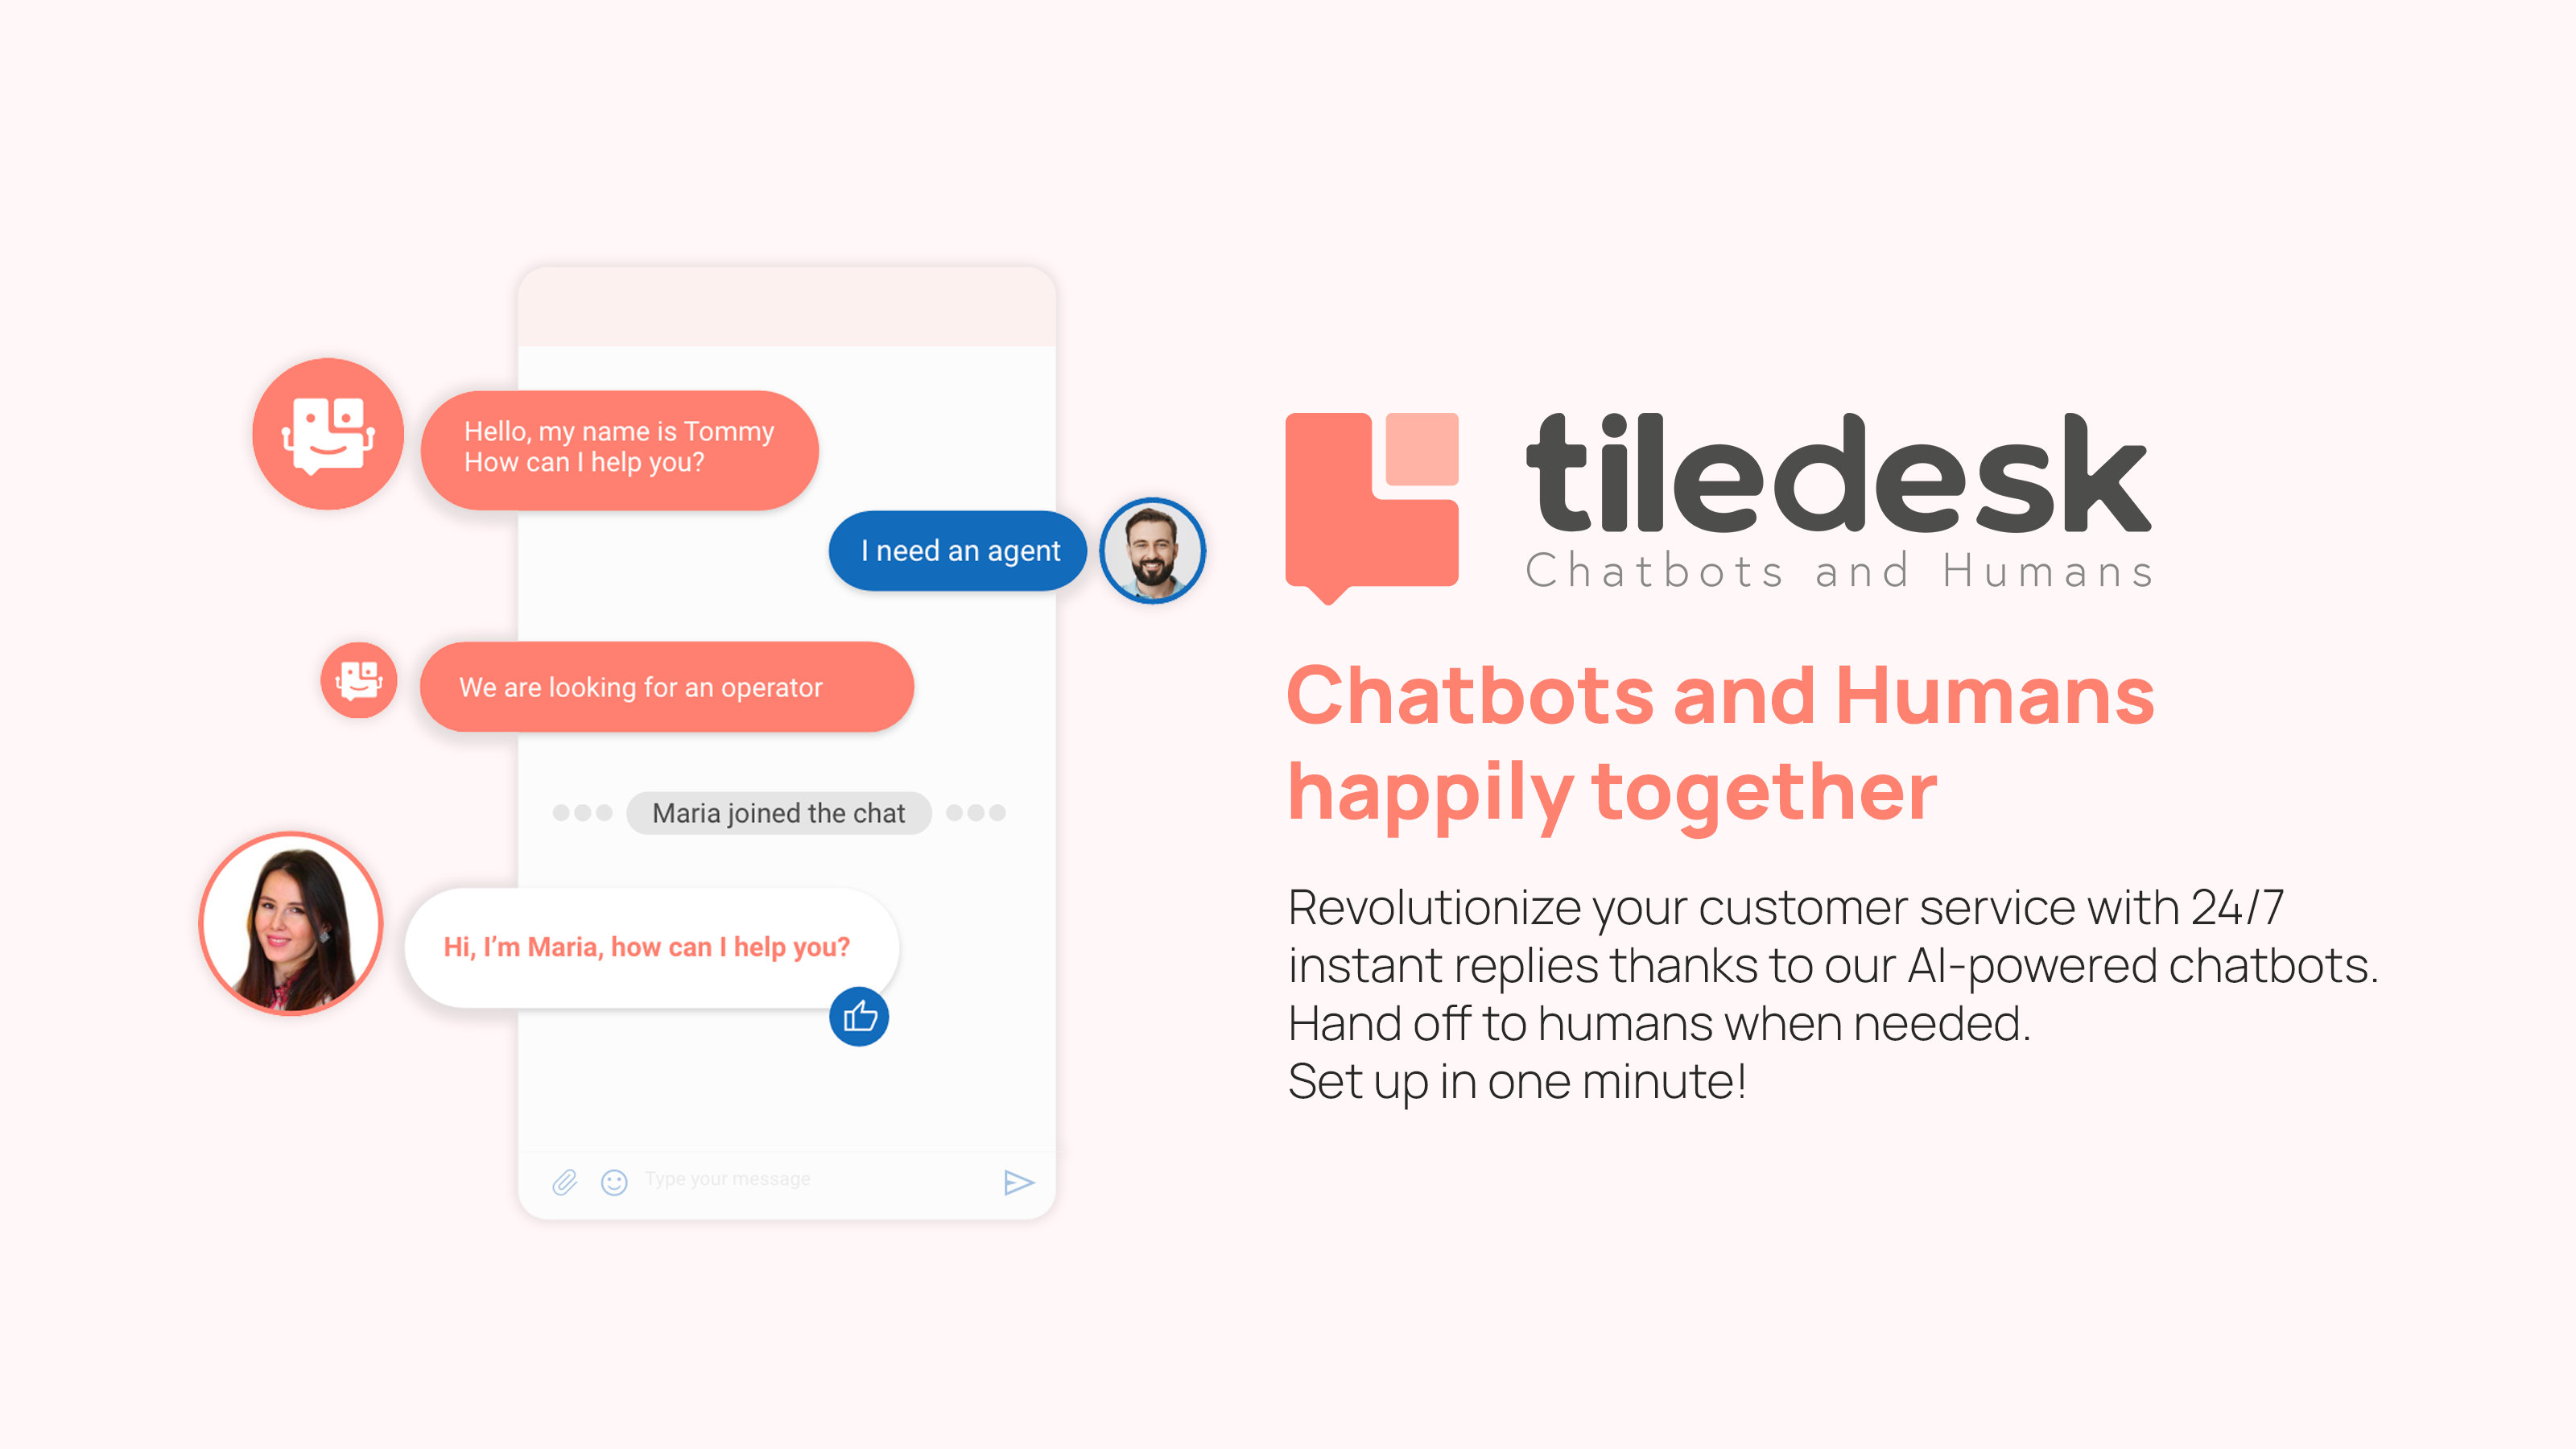 Hello, my name is Tommy
How can I help you?
I need an agent
We are looking for an operator
Maria joined the chat
Hi, I’m Maria, how can I help you?
Type your message
tiledesk
Chatbots and Humans
Chatbots and Humans
happily together
Revolutionize your customer service with 24/7
instant replies thanks to our AI-powered chatbots.
Hand off to humans when needed.
Set up in one minute!